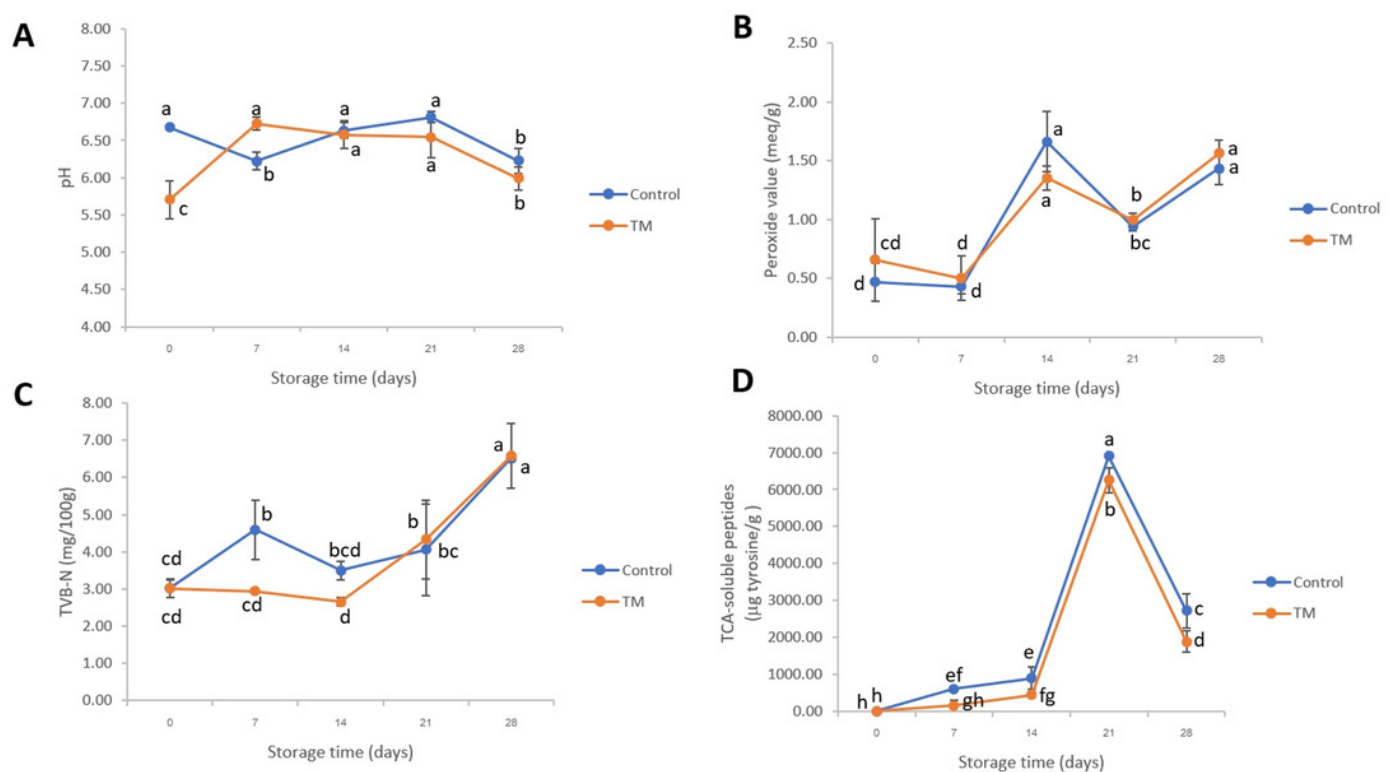 A
pH
8.00
7.50
7.00
6.50
6.00
5.50
5.00
4.50
4.00
a
a
a
a
b
c
b
a
a
b
0
7
14
21
28
Storage time (days)
Control
TM
B
Peroxide value (meq/g)
2.50
2.00
1.50
1.00
0.50
0.00
cd
d
a
b
a
d
d
a
bc
a
0
7
14
21
28
Storage time (days)
Control
TM
C
TVB-N (mg/100g)
8.00
7.00
6.00
5.00
4.00
3.00
2.00
1.00
0.00
cd
b
bcd
b
a
cd
cd
d
bc
a
0
7
14
21
28
Storage time (days)
Control
TM
D
TCA-soluble peptides
(µg tyrosine/g )
8000.00
7000.00
6000.00
5000.00
4000.00
3000.00
2000.00
1000.00
0.00
h
h
ef
gh
e
fg
a
b
c
d
0
7
14
21
28
Storage time (days)
Control
TM